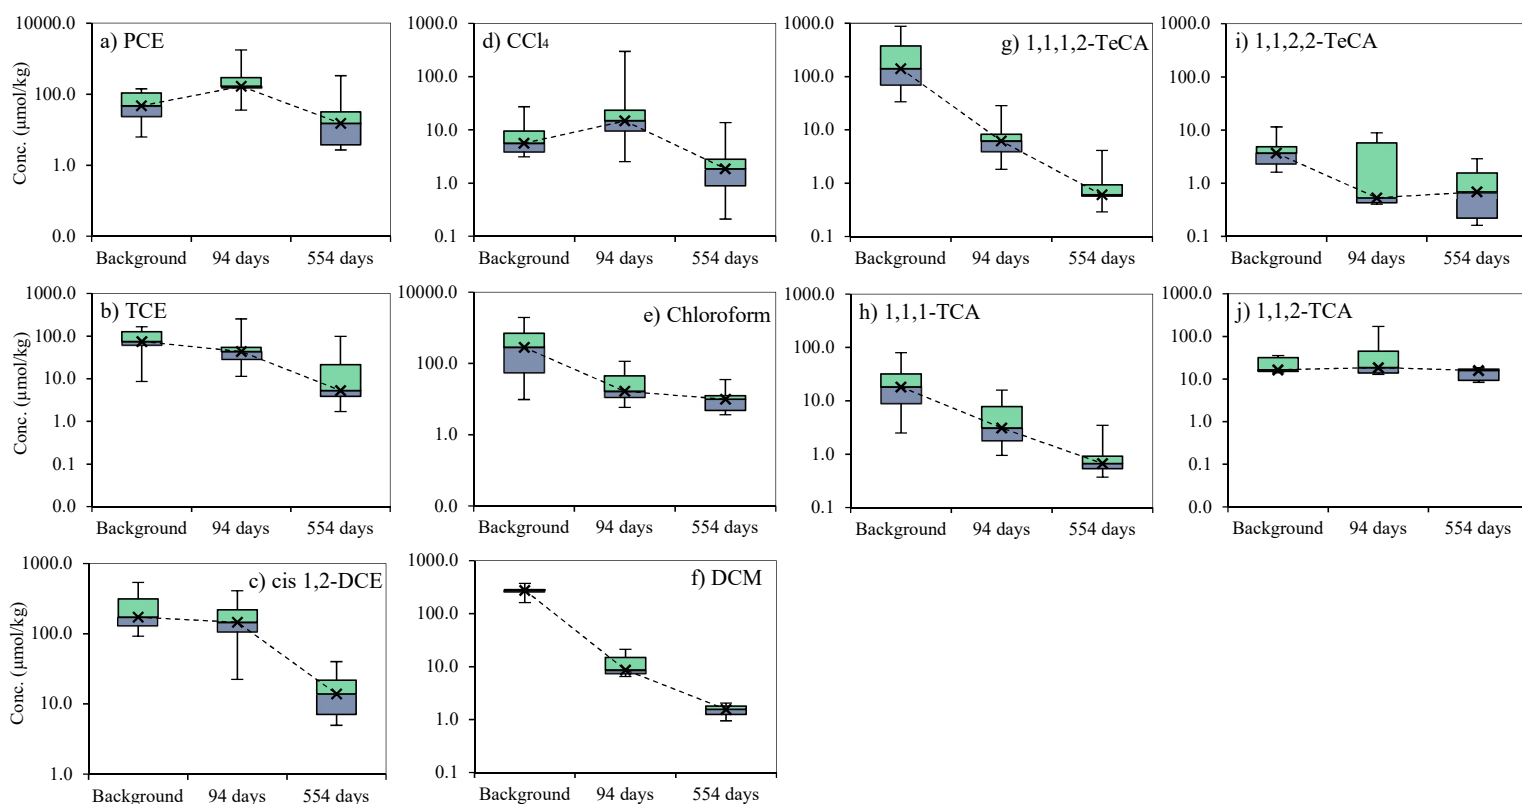 a) PCE
Conc. (µmol/kg)
10000.0
100.0
1.0
0.0
Background 94 days 554 days
d) CCl₄
1000.0
100.0
10.0
1.0
0.1
Background 94 days 554 days
g) 1,1,1,2-TeCA
1000.0
100.0
10.0
1.0
0.1
Background 94 days 554 days
i) 1,1,2,2-TeCA
1000.0
100.0
10.0
1.0
0.1
Background 94 days 554 days
b) TCE
Conc. (µmol/kg)
1000.0
100.0
10.0
1.0
0.1
0.0
Background 94 days 554 days
e) Chloroform
10000.0
100.0
1.0
0.0
Background 94 days 554 days
h) 1,1,1-TCA
1000.0
100.0
10.0
1.0
0.1
Background 94 days 554 days
j) 1,1,2-TCA
1000.0
100.0
10.0
1.0
0.1
0.0
Background 94 days 554 days
c) cis 1,2-DCE
Conc. (µmol/kg)
1000.0
100.0
10.0
1.0
Background 94 days 554 days
f) DCM
1000.0
100.0
10.0
1.0
0.1
Background 94 days 554 days